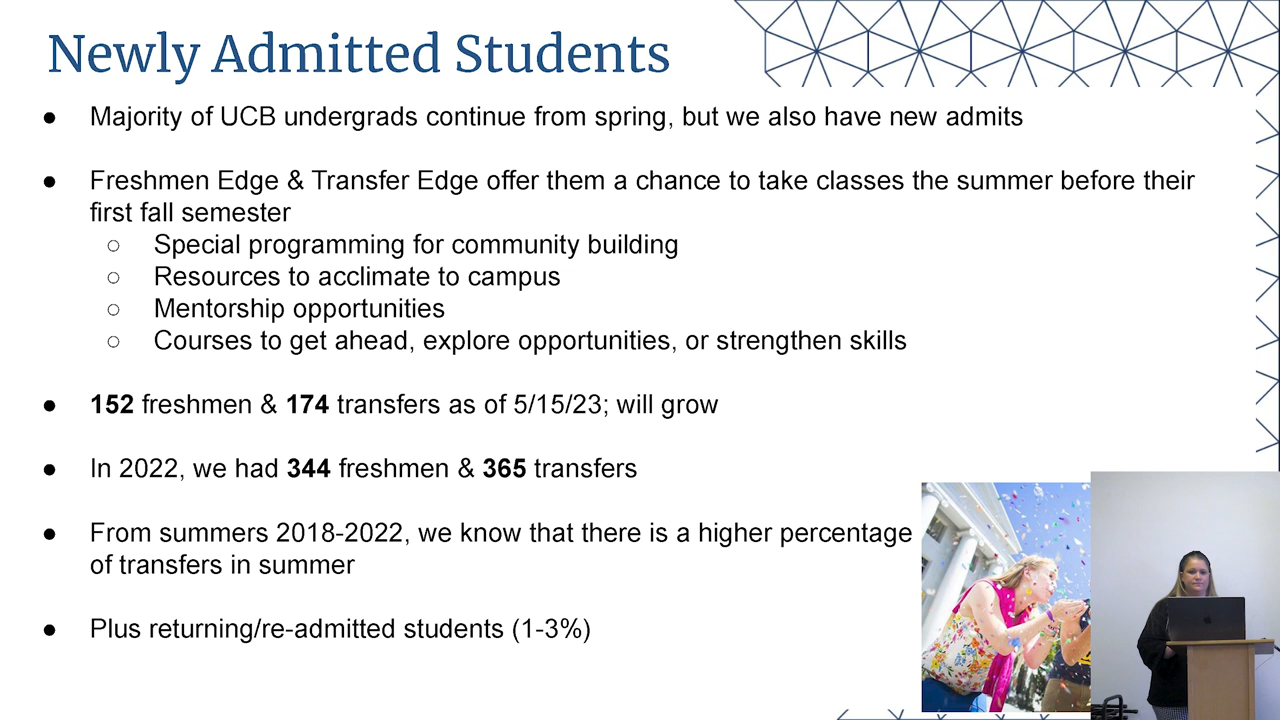 Newly Admitted Students
● Majority of UCB undergrads continue from spring, but we also have new admits
● Freshmen Edge & Transfer Edge offer them a chance to take classes the summer before their
first fall semester
○ Special programming for community building
○ Resources to acclimate to campus
○ Mentorship opportunities
○ Courses to get ahead, explore opportunities, or strengthen skills
● 152 freshmen & 174 transfers as of 5/15/23; will grow
● In 2022, we had 344 freshmen & 365 transfers
● From summers 2018-2022, we know that there is a higher percentage
of transfers in summer
● Plus returning/re-admitted students (1-3%)